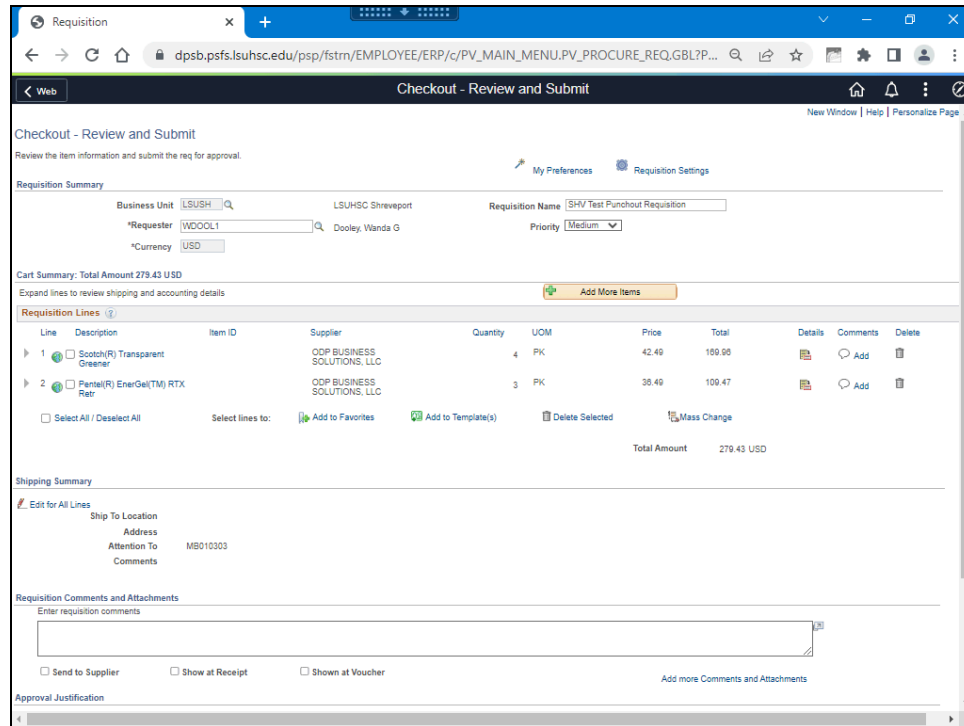 Requisition
dpsb.psfs.lsuhsc.edu/psp/fstrn/EMPLOYEE/ERP/c/PV_MAIN_MENU.PV_PROCURE_REQ.GBL?P...
Web
Checkout - Review and Submit
New Window | Help | Personalize Page
Checkout - Review and Submit
Review the item information and submit the req for approval.
My Preferences Requisition Settings
Requisition Summary
Business Unit LSUSH LSUHSC Shreveport Requisition Name SHV Test Punchout Requisition
*Requester WDOOL1 Dooley, Wanda G Priority Medium
*Currency USD
Cart Summary: Total Amount 279.43 USD
Expand lines to review shipping and accounting details Add More Items
Requisition Lines ?
Line Description Item ID Supplier Quantity UOM Price Total Details Comments Delete
1 Scotch(R) Transparent Greener ODP BUSINESS SOLUTIONS, LLC 4 PK 42.49 169.96 Add
2 Pentel(R) EnerGel(TM) RTX Retr ODP BUSINESS SOLUTIONS, LLC 3 PK 36.49 109.47 Add
Select All / Deselect All Select lines to: Add to Favorites Add to Template(s) Delete Selected Mass Change
Total Amount 279.43 USD
Shipping Summary
Edit for All Lines
Ship To Location
Address
Attention To MB010303
Comments
Requisition Comments and Attachments
Enter requisition comments
Send to Supplier Show at Receipt Shown at Voucher
Add more Comments and Attachments
Approval Justification